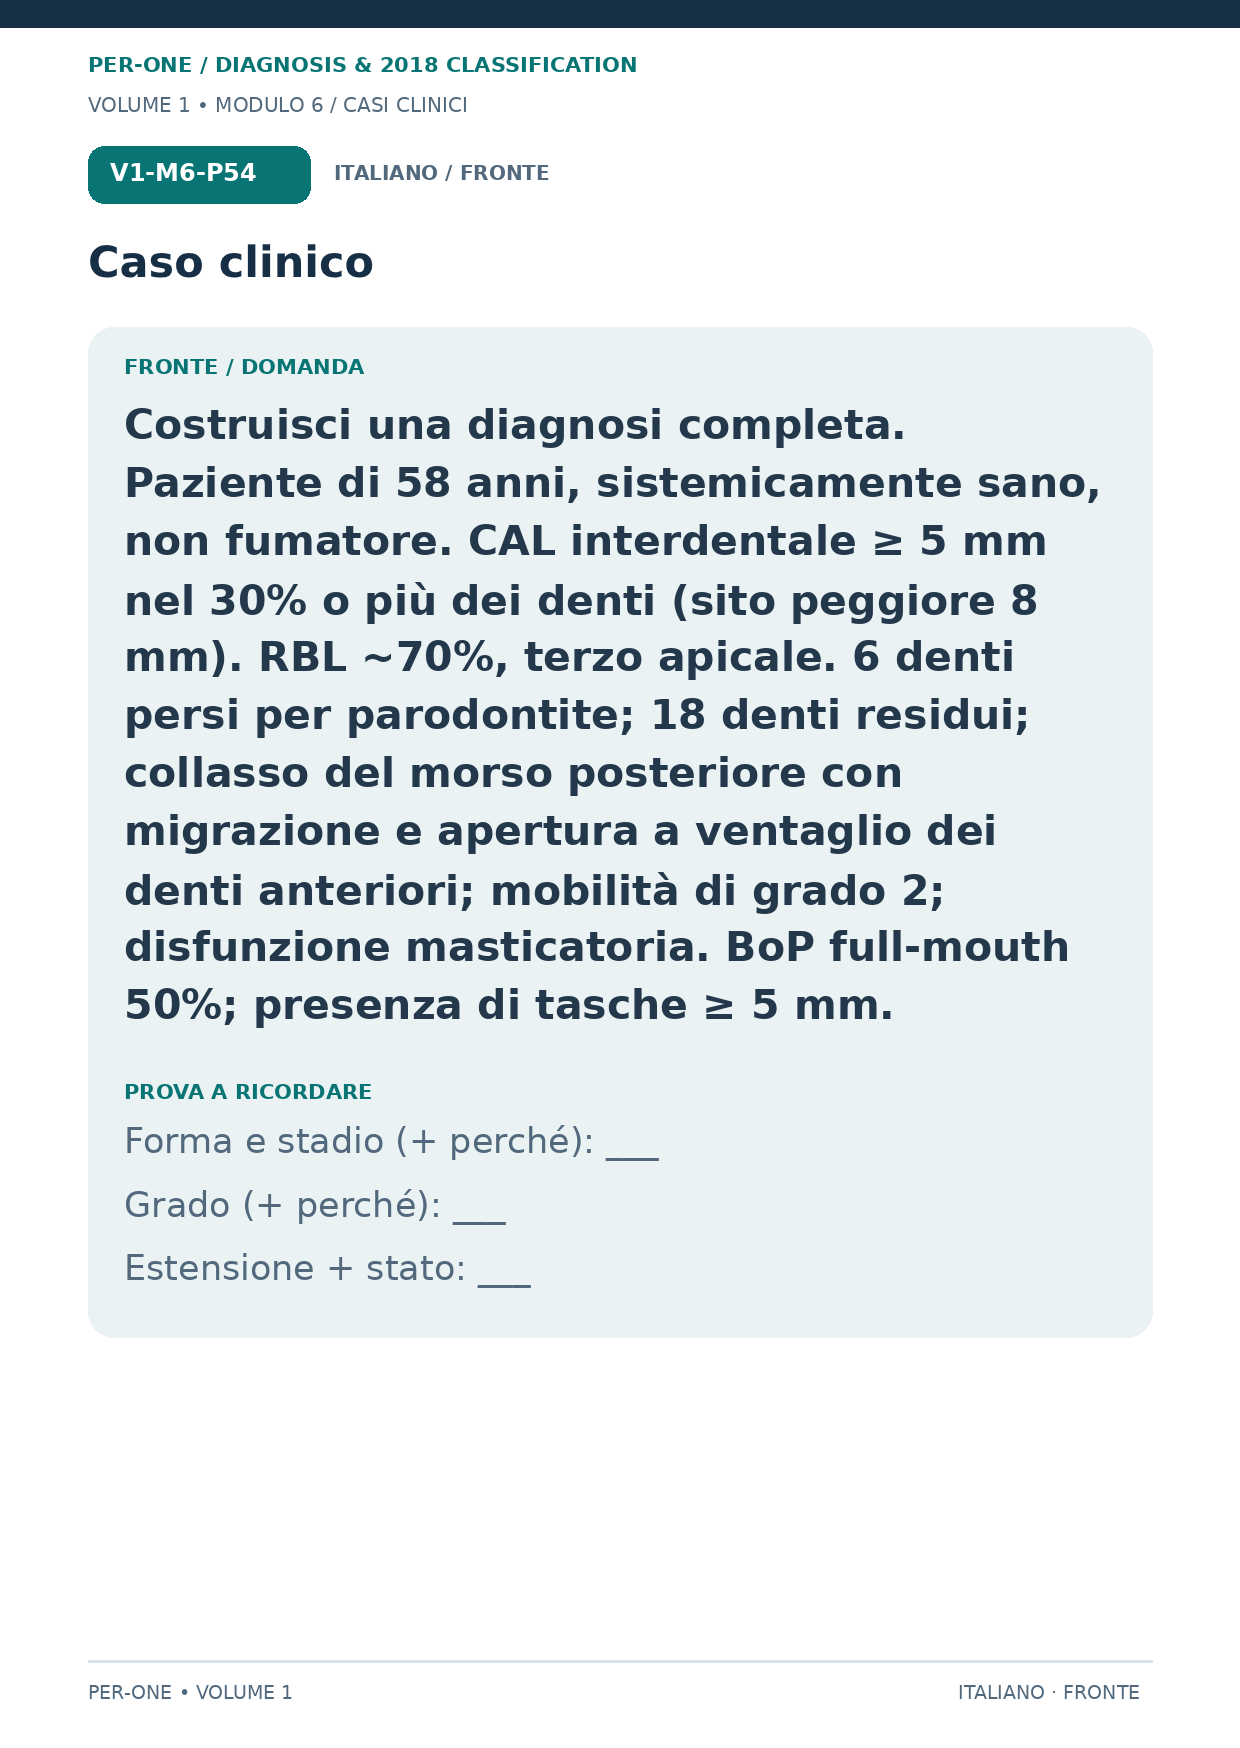 PER-ONE / DIAGNOSIS & 2018 CLASSIFICATION
VOLUME 1 • MODULO 6 / CASI CLINICI
V1-M6-P54
ITALIANO / FRONTE
Caso clinico
FRONTE / DOMANDA
Costruisci una diagnosi completa.
Paziente di 58 anni, sistemicamente sano,
non fumatore. CAL interdentale ≥ 5 mm
nel 30% o più dei denti (sito peggiore 8
mm). RBL ~70%, terzo apicale. 6 denti
persi per parodontite; 18 denti residui;
collasso del morso posteriore con
migrazione e apertura a ventaglio dei
denti anteriori; mobilità di grado 2;
disfunzione masticatoria. BoP full-mouth
50%; presenza di tasche ≥ 5 mm.
PROVA A RICORDARE
Forma e stadio (+ perché): ___
Grado (+ perché): ___
Estensione + stato: ___
PER-ONE • VOLUME 1
ITALIANO · FRONTE